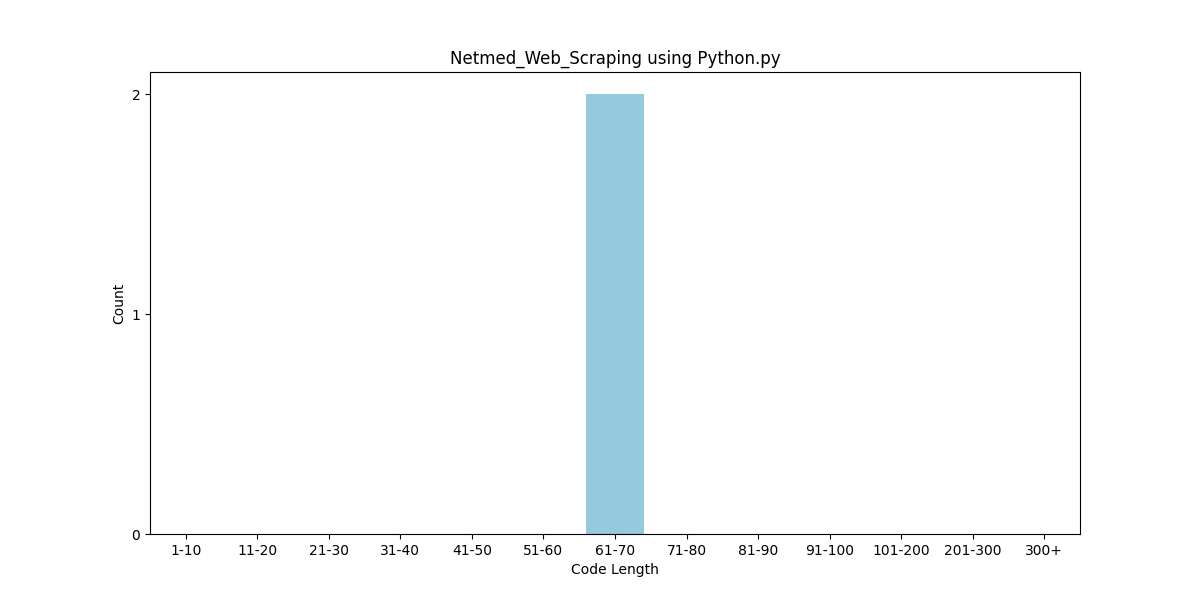 Netmed_Web_Scraping using Python.py
2
1
0
Count
1-10 11-20 21-30 31-40 41-50 51-60 61-70 71-80 81-90 91-100 101-200 201-300 300+
Code Length